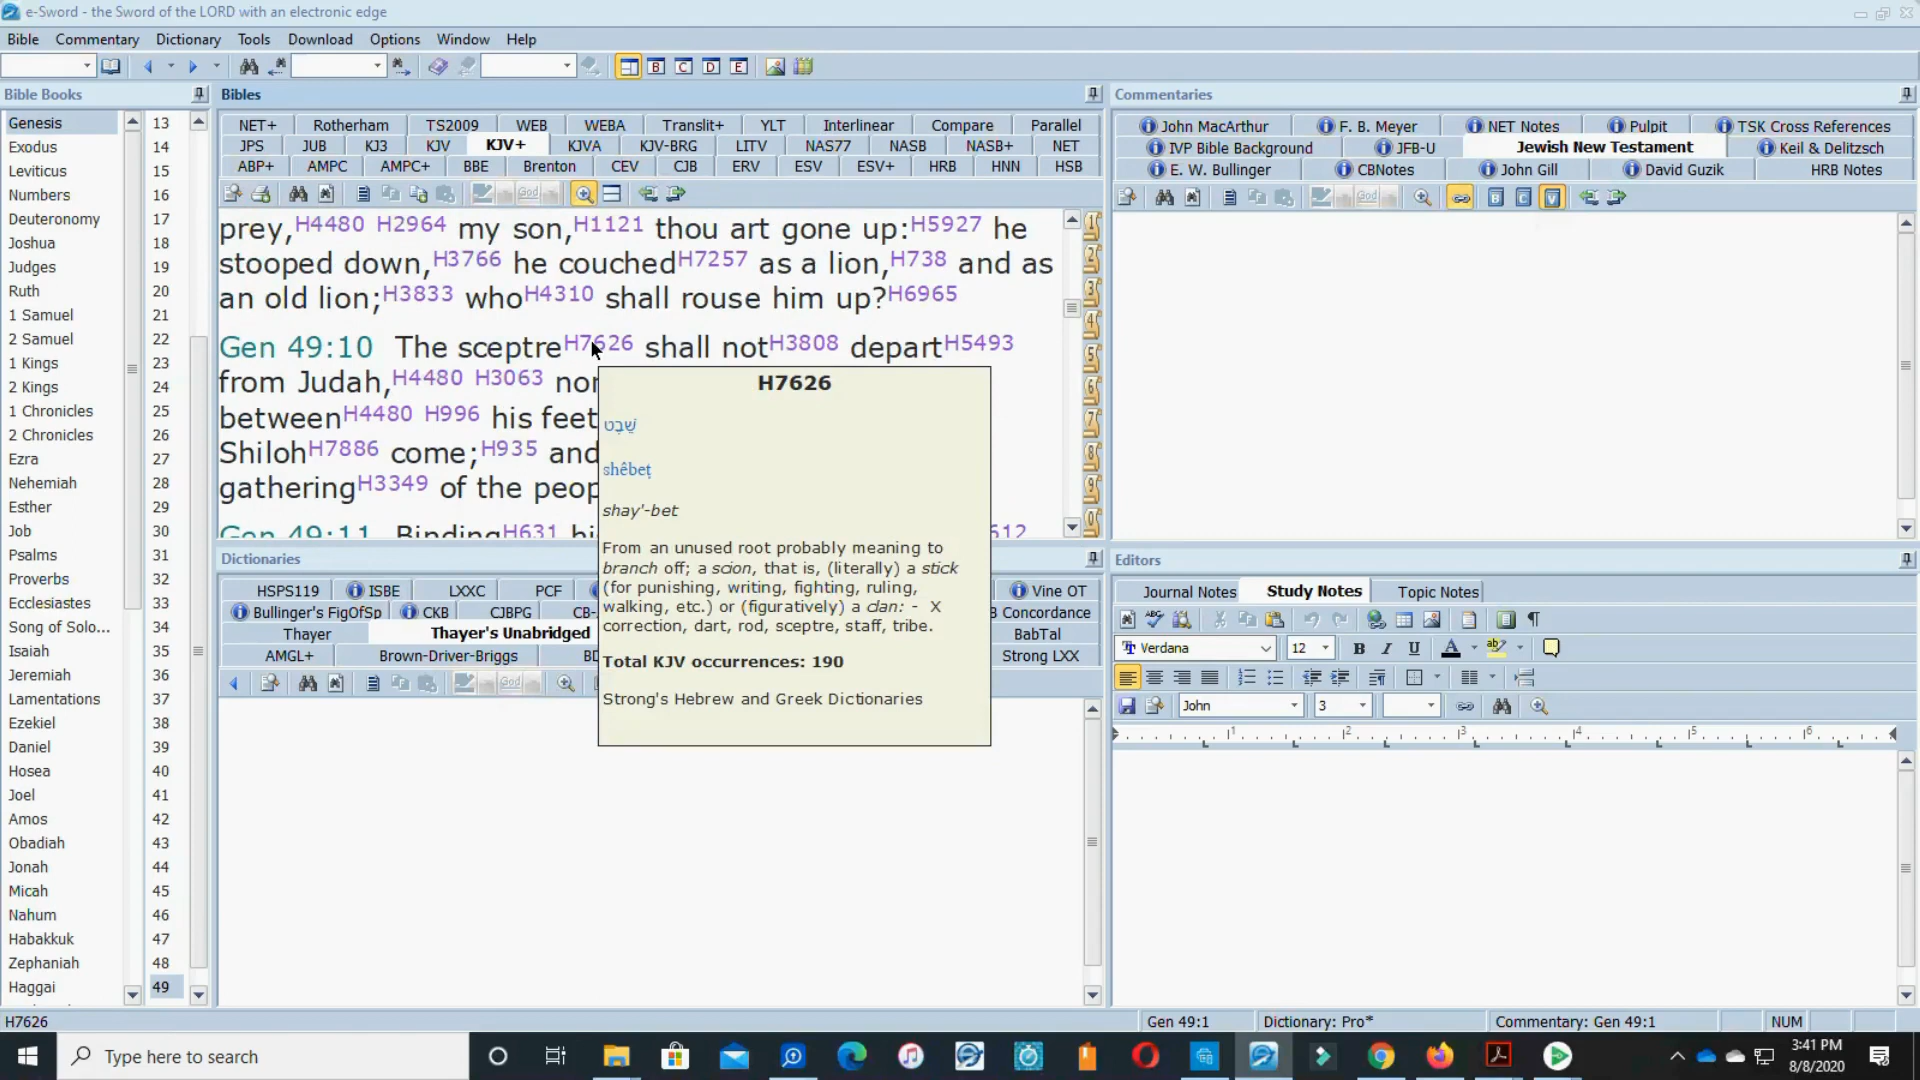 e-Sword - the Sword of the LORD with an electronic edge
Bible Commentary Dictionary Tools Download Options Window Help
B C D E
Bible Books
Genesis
Exodus
Leviticus
Numbers
Deuteronomy
Joshua
Judges
Ruth
1 Samuel
2 Samuel
1 Kings
2 Kings
1 Chronicles
2 Chronicles
Ezra
Nehemiah
Esther
Job
Psalms
Proverbs
Ecclesiastes
Song of Solo...
Isaiah
Jeremiah
Lamentations
Ezekiel
Daniel
Hosea
Joel
Amos
Obadiah
Jonah
Micah
Nahum
Habakkuk
Zephaniah
Haggai
13
14
15
16
17
18
19
20
21
22
23
24
25
26
27
28
29
30
31
32
33
34
35
36
37
38
39
40
41
42
43
44
45
46
47
48
49
Bibles
NET+ Rotherham TS2009 WEB WEBA Translit+ YLT Interlinear Compare Parallel
JPS JUB KJ3 KJV KJV+ KJVA KJV-BRG LITV NAS77 NASB NASB+ NET
ABP+ AMPC AMPC+ BBE Brenton CEV CJB ERV ESV ESV+ HRB HNN HSB
prey,H4480 H2964 my son,H1121 thou art gone up:H5927 he
stooped down,H3766 he couchedH7257 as a lion,H738 and as
an old lion;H3833 whoH4310 shall rouse him up?H6965
Gen 49:10 The sceptreH7626 shall notH3808 departH5493
from Judah,H4480 H3063 nor
betweenH4480 H996 his feet
ShilohH7886 come;H935 and
gatheringH3349 of the peop
Gen 49:11 BindingH631 hi 612
H7626
שֵׁבֶט
shêbeṭ
shay'-bet
From an unused root probably meaning to
branch off; a scion, that is, (literally) a stick
(for punishing, writing, fighting, ruling,
walking, etc.) or (figuratively) a clan: - X
correction, dart, rod, sceptre, staff, tribe.
Total KJV occurrences: 190
Strong's Hebrew and Greek Dictionaries
Dictionaries
HSPS119 ISBE LXXC PCF Vine OT
Bullinger's FigOfSp CKB CJBPG CB- B Concordance
Thayer Thayer's Unabridged BabTal
AMGL+ Brown-Driver-Briggs BD Strong LXX
God
Commentaries
John MacArthur F. B. Meyer NET Notes Pulpit TSK Cross References
IVP Bible Background JFB-U Jewish New Testament Keil & Delitzsch
E. W. Bullinger CBNotes John Gill David Guzik HRB Notes
Editors
Journal Notes Study Notes Topic Notes
Verdana 12 B I U A
John 3
1 2 3 4 5 6
H7626
Gen 49:1 Dictionary: Pro* Commentary: Gen 49:1 NUM
Type here to search
3:41 PM
8/8/2020